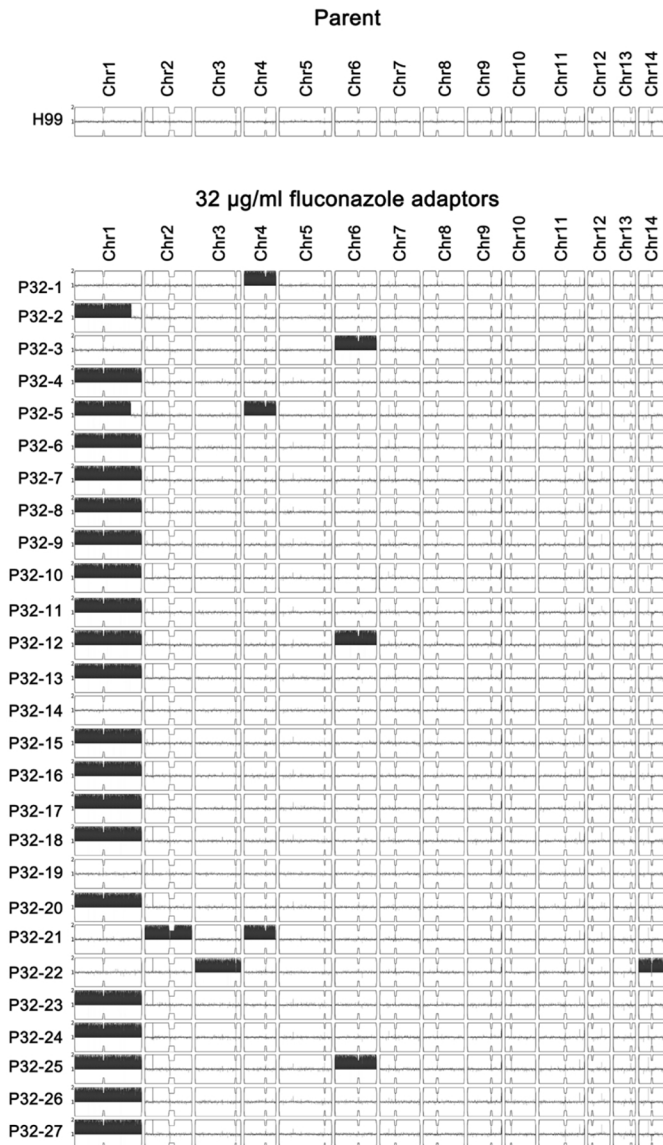 Parent
Chr1 Chr2 Chr3 Chr4 Chr5 Chr6 Chr7 Chr8 Chr9 Chr10 Chr11 Chr12 Chr13 Chr14
H99
32 µg/ml fluconazole adaptors
Chr1 Chr2 Chr3 Chr4 Chr5 Chr6 Chr7 Chr8 Chr9 Chr10 Chr11 Chr12 Chr13 Chr14
P32-1
P32-2
P32-3
P32-4
P32-5
P32-6
P32-7
P32-8
P32-9
P32-10
P32-11
P32-12
P32-13
P32-14
P32-15
P32-16
P32-17
P32-18
P32-19
P32-20
P32-21
P32-22
P32-23
P32-24
P32-25
P32-26
P32-27